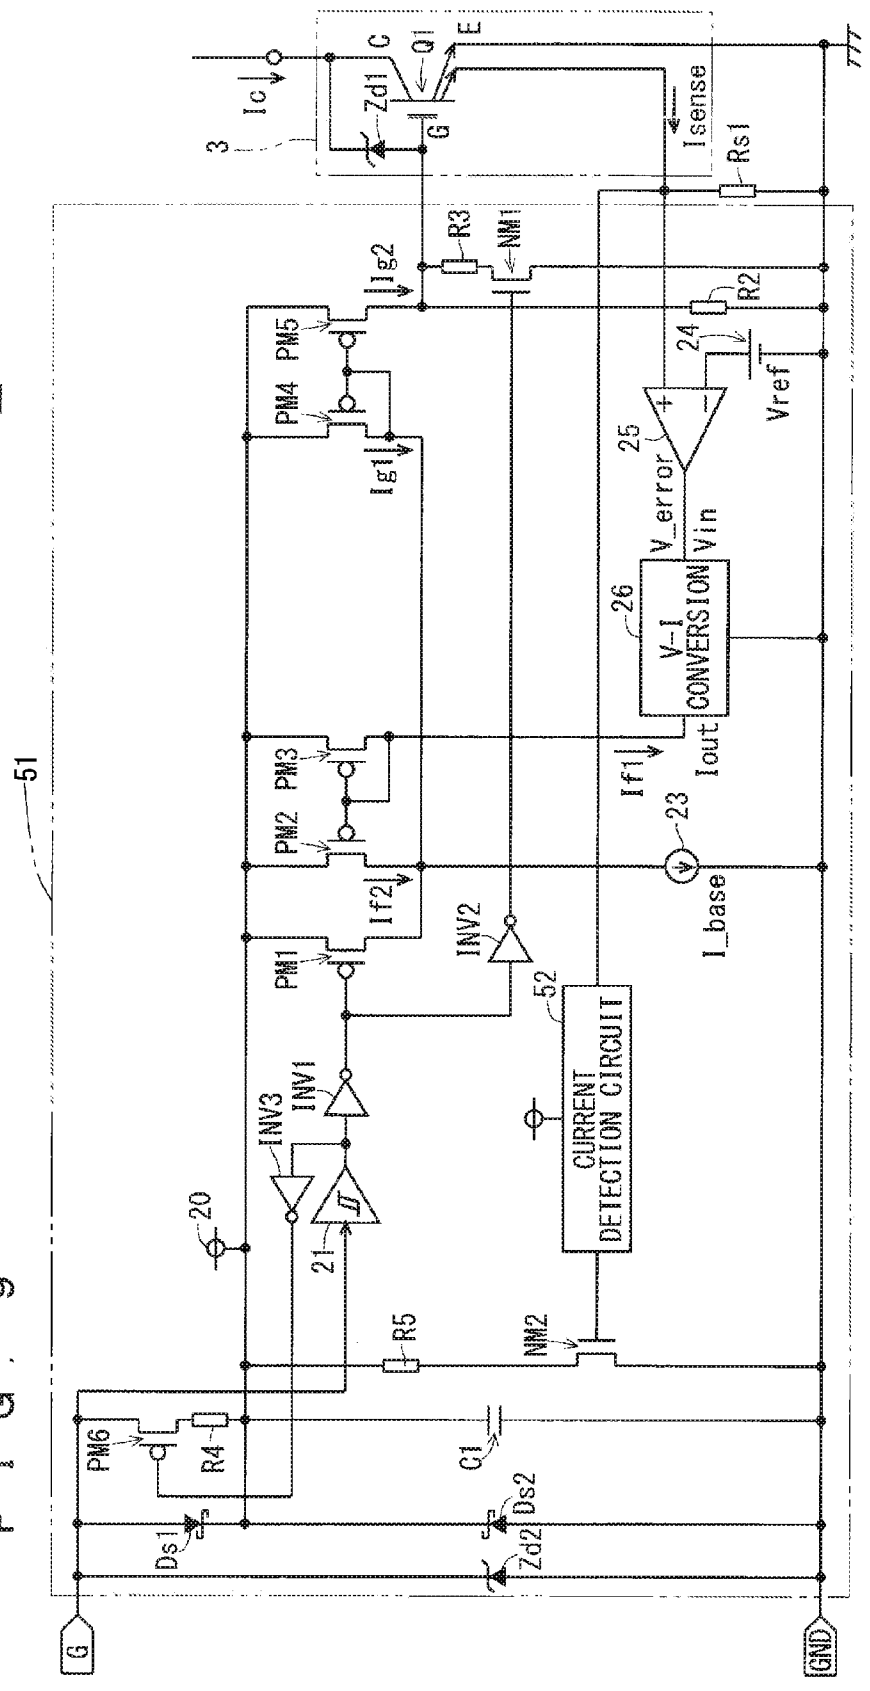 FIG. 9
51
3
Ic
C
Q1
E
Zd1
G
Isense
Rs1
R3
NM1
Ig2
R2
PM5
PM4
Ig1
24
Vref
25
V_error
Vin
26
V-I
CONVERSION
Iout
If1
PM3
PM2
If2
23
I_base
PM1
INV2
52
CURRENT
DETECTION CIRCUIT
INV1
INV3
20
21
R5
NM2
PM6
R4
C1
Ds1
Ds2
Zd2
G
GND